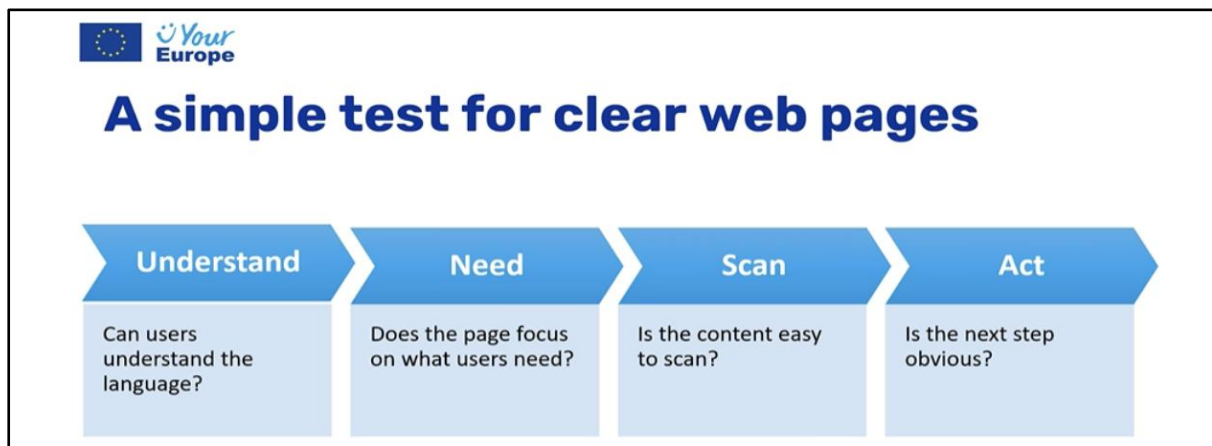 Your
Europe
A simple test for clear web pages
Understand
Can users
understand the
language?
Need
Does the page focus
on what users need?
Scan
Is the content easy
to scan?
Act
Is the next step
obvious?